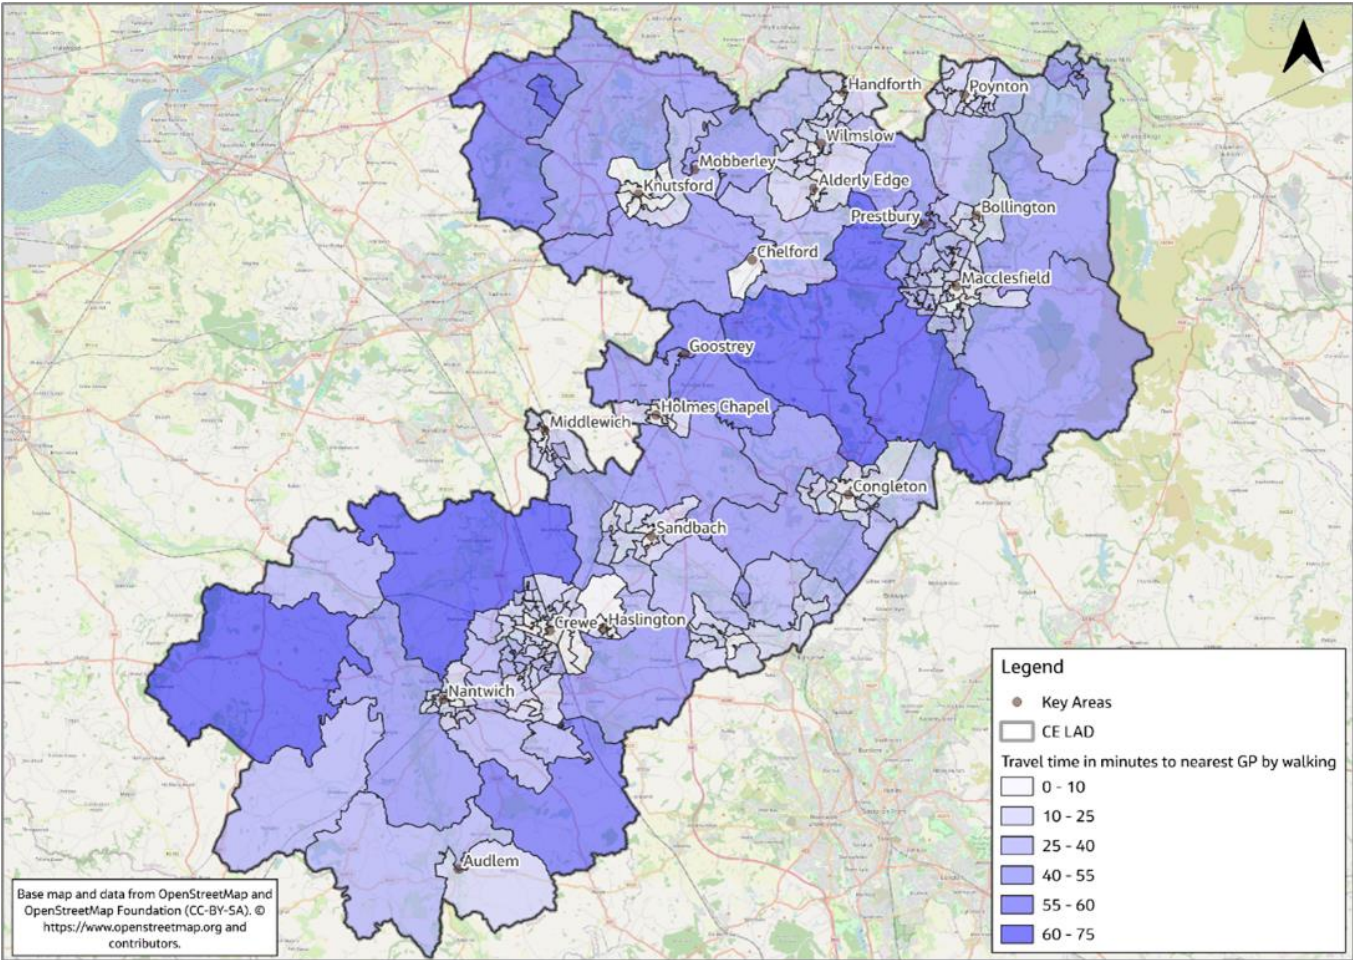 Handforth
Poynton
Wilmslow
Mobberley
Knutsford
Alderly Edge
Prestbury
Bollington
Chelford
Macclesfield
Goostrey
Holmes Chapel
Middlewich
Congleton
Sandbach
Crewe
Haslington
Nantwich
Audlem
Legend
Key Areas
CE LAD
Travel time in minutes to nearest GP by walking
0 - 10
10 - 25
25 - 40
40 - 55
55 - 60
60 - 75
Base map and data from OpenStreetMap and
OpenStreetMap Foundation (CC-BY-SA). ©
https://www.openstreetmap.org and
contributors.